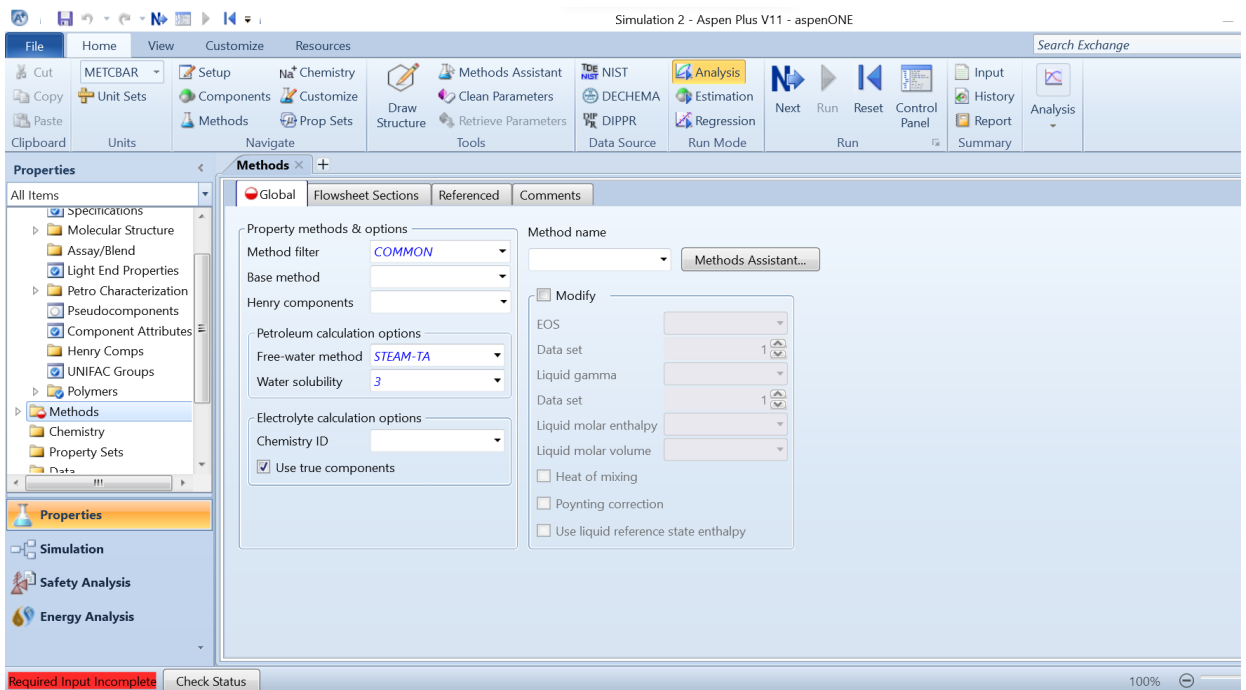 Simulation 2 - Aspen Plus V11 - aspenONE
File Home View Customize Resources Search Exchange
Cut METCBAR Setup Na+ Chemistry Methods Assistant TDE NIST NIST Analysis Input
Copy Unit Sets Components Customize Draw Structure Clean Parameters DECHEMA Estimation Next Run Reset Control Panel History Analysis
Paste Methods Prop Sets Retrieve Parameters DIPPR Regression Report
Clipboard Units Navigate Tools Data Source Run Mode Run Summary
Properties Methods
All Items Global Flowsheet Sections Referenced Comments
Specifications
Molecular Structure
Assay/Blend
Light End Properties
Petro Characterization
Pseudocomponents
Component Attributes
Henry Comps
UNIFAC Groups
Polymers
Methods
Chemistry
Property Sets
Data
Properties
Simulation
Safety Analysis
Energy Analysis
Property methods & options
Method filter COMMON
Base method
Henry components
Petroleum calculation options
Free-water method STEAM-TA
Water solubility 3
Electrolyte calculation options
Chemistry ID
Use true components
Method name
Methods Assistant...
Modify
EOS
Data set 1
Liquid gamma
Data set 1
Liquid molar enthalpy
Liquid molar volume
Heat of mixing
Poynting correction
Use liquid reference state enthalpy
Required Input Incomplete Check Status 100%